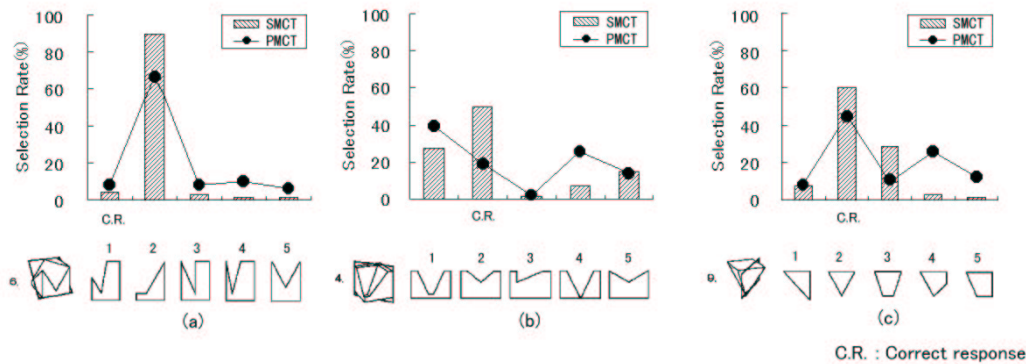 100
80
60
40
20
0
Selection Rate(%)
SMCT
PMCT
C.R.
6.
1 2 3 4 5
(a)
100
80
60
40
20
0
Selection Rate(%)
SMCT
PMCT
C.R.
4.
1 2 3 4 5
(b)
100
80
60
40
20
0
Selection Rate(%)
SMCT
PMCT
C.R.
9.
1 2 3 4 5
(c)
C.R. : Correct response